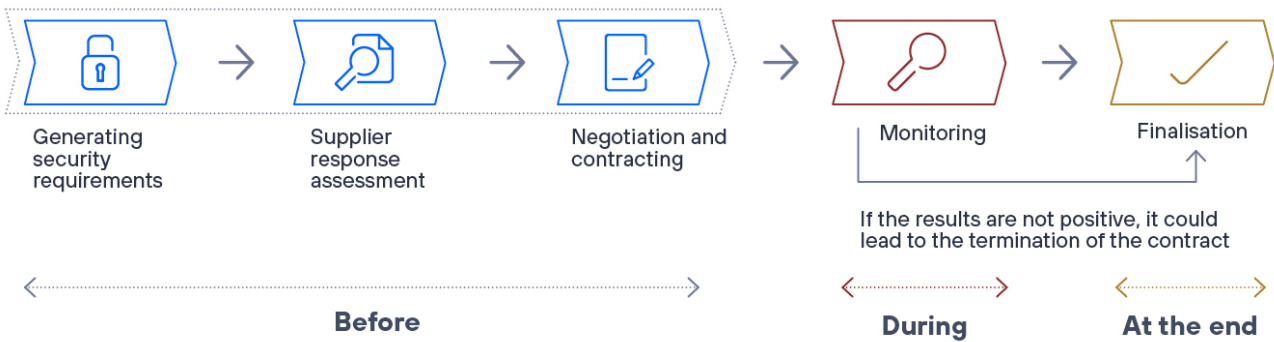 Generating
security
requirements
Supplier
response
assessment
Negotiation and
contracting
Monitoring
Finalisation
If the results are not positive, it could
lead to the termination of the contract
Before
During
At the end